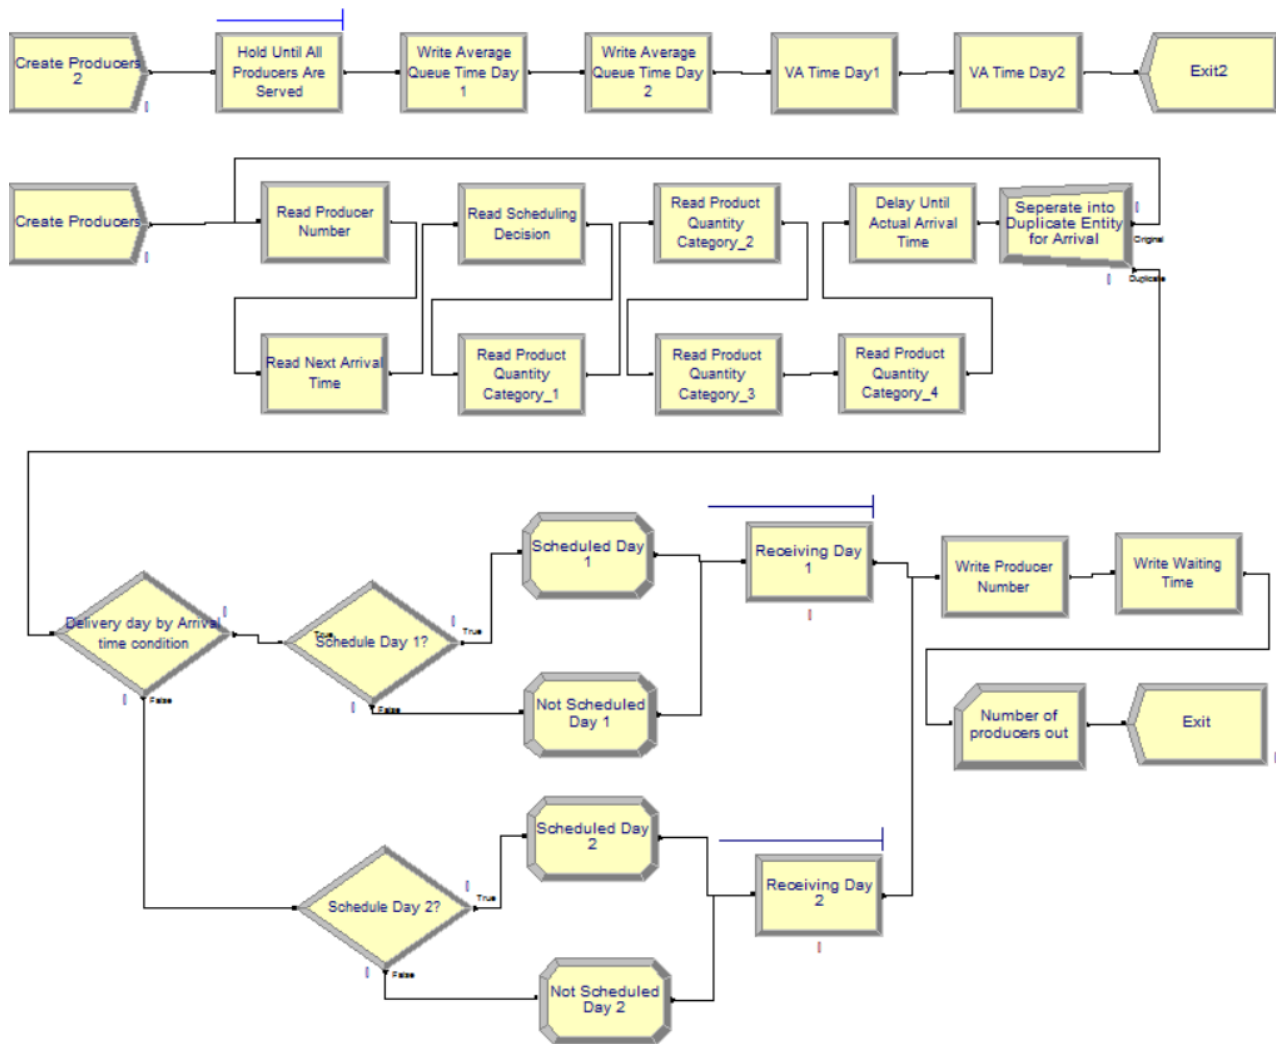 Create Producers
2
Hold Until All
Producers Are
Served
Write Average
Queue Time Day
1
Write Average
Queue Time Day
2
VA Time Day1
VA Time Day2
Exit2
Create Producers
Read Producer
Number
Read Scheduling
Decision
Read Product
Quantity
Category_2
Delay Until
Actual Arrival
Time
Seperate into
Duplicate Entity
for Arrival
Original
Duplicate
Read Next Arrival
Time
Read Product
Quantity
Category_1
Read Product
Quantity
Category_3
Read Product
Quantity
Category_4
Delivery day by Arrival
time condition
True
False
Schedule Day 1?
True
False
Scheduled Day
1
Not Scheduled
Day 1
Receiving Day
1
Write Producer
Number
Write Waiting
Time
Number of
producers out
Exit
Schedule Day 2?
True
False
Scheduled Day
2
Not Scheduled
Day 2
Receiving Day
2